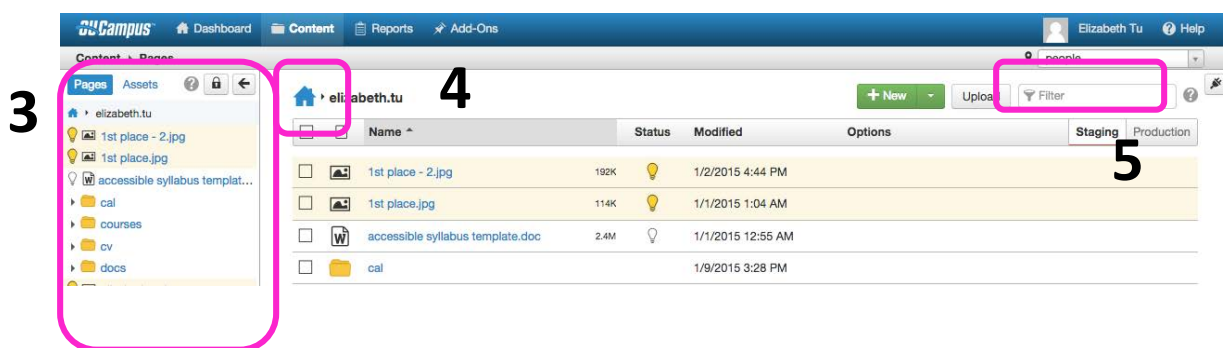 OUCampus Dashboard Content Reports Add-Ons Elizabeth Tu Help
Content Pages people
3
Pages Assets
elizabeth.tu
1st place - 2.jpg
1st place.jpg
accessible syllabus templat...
cal
courses
cv
docs
4
elizabeth.tu + New Upload Filter
Name Status Modified Options Staging Production
5
1st place - 2.jpg 192K 1/2/2015 4:44 PM
1st place.jpg 114K 1/1/2015 1:04 AM
accessible syllabus template.doc 2.4M 1/1/2015 12:55 AM
cal 1/9/2015 3:28 PM